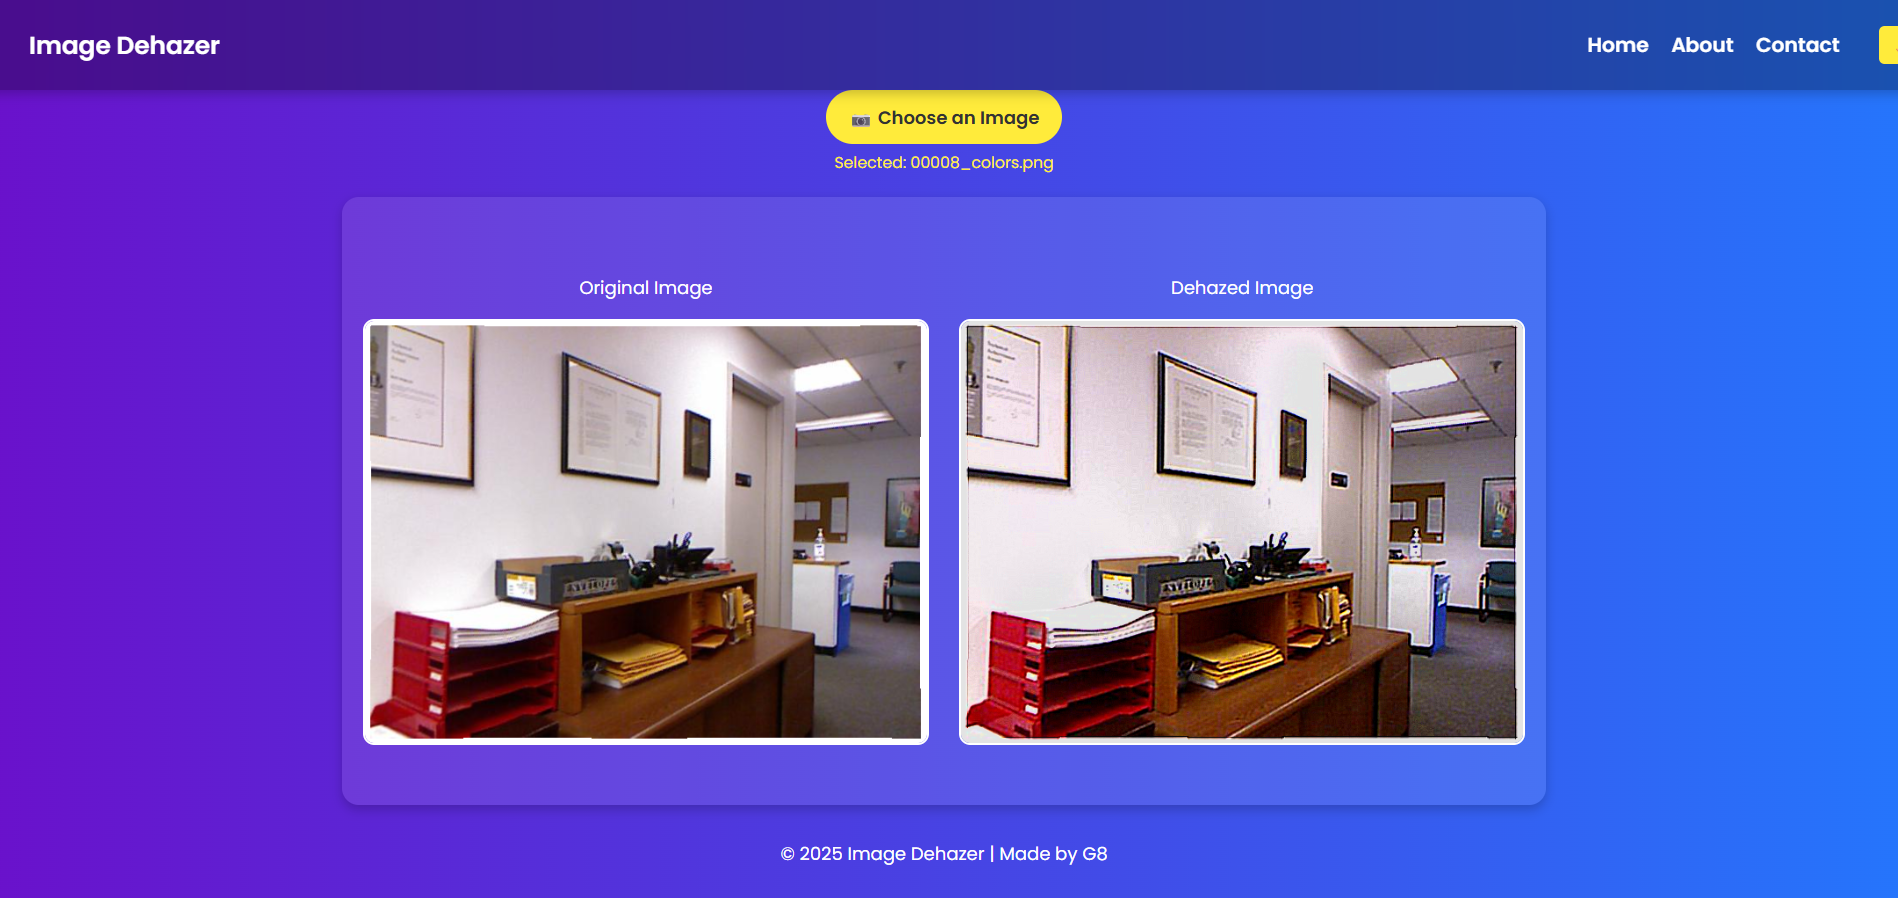 Image Dehazer
Home About Contact
Choose an Image
Selected: 00008_colors.png
Original Image
Dehazed Image
ENVELOPE
© 2025 Image Dehazer | Made by G8